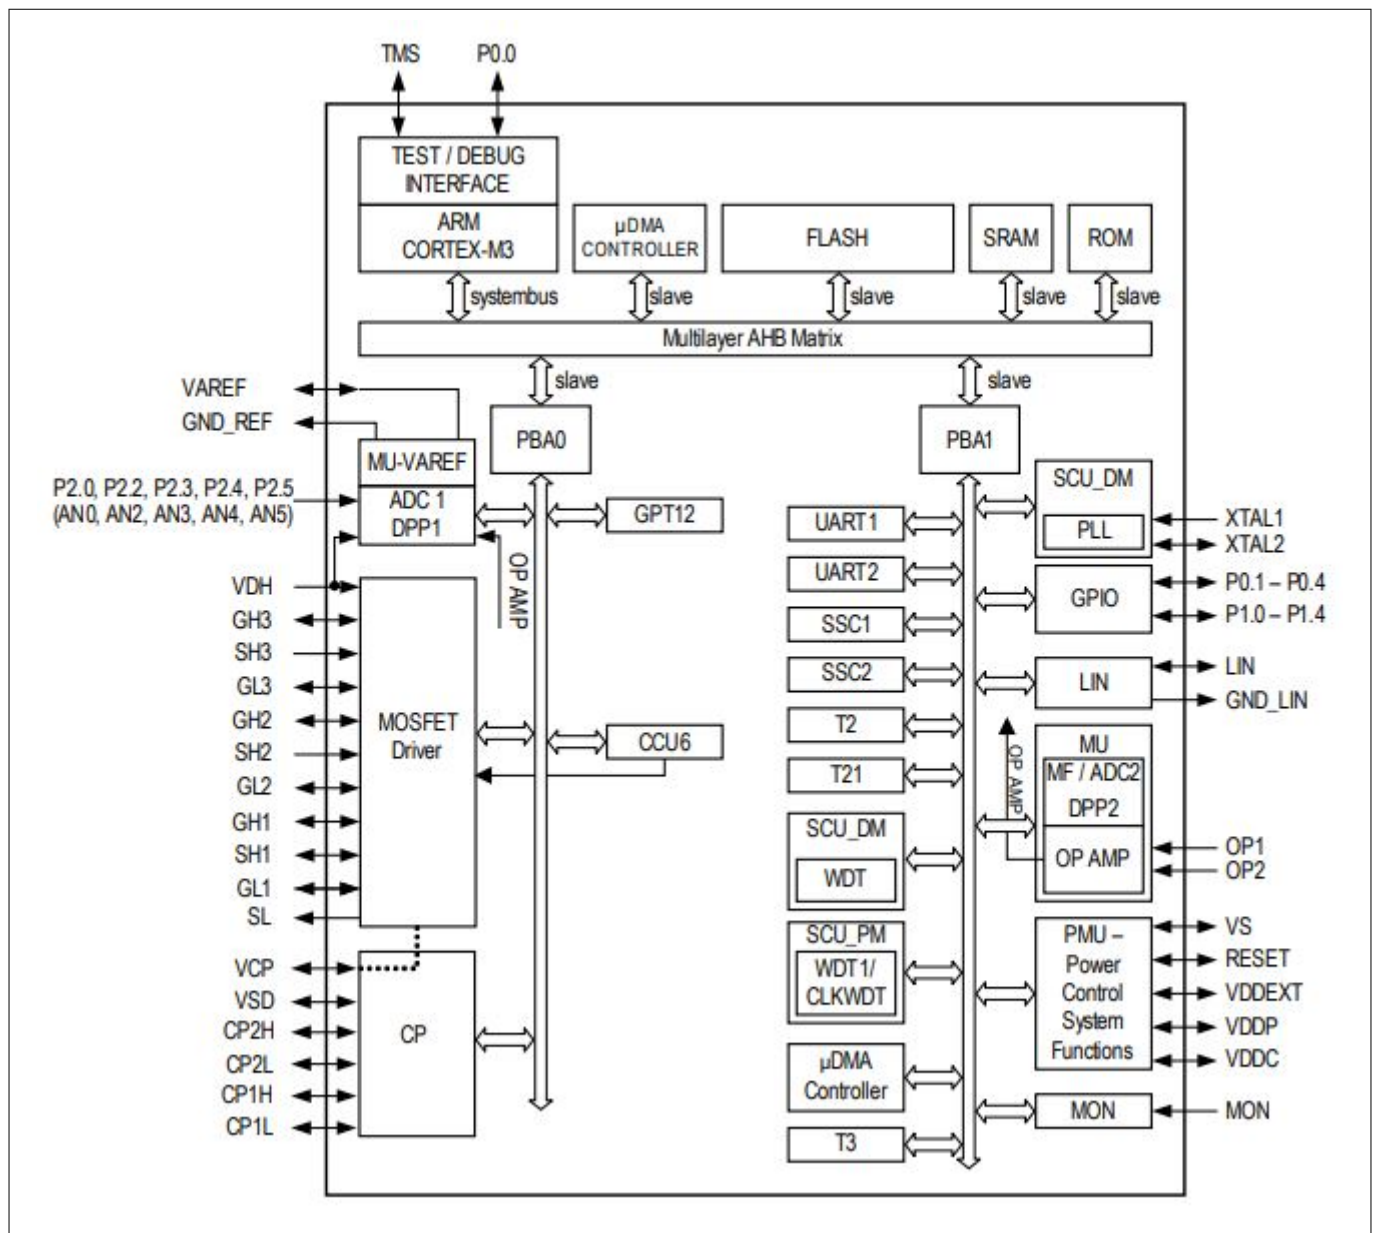 TMS
P0.0
TEST / DEBUG
INTERFACE
ARM
CORTEX-M3
µDMA
CONTROLLER
FLASH
SRAM
ROM
systembus
slave
slave
slave
slave
Multilayer AHB Matrix
slave
slave
VAREF
GND_REF
MU-VAREF
PBA0
PBA1
P2.0, P2.2, P2.3, P2.4, P2.5
(AN0, AN2, AN3, AN4, AN5)
ADC 1
DPP1
GPT12
OP AMP
VDH
GH3
SH3
GL3
GH2
SH2
GL2
GH1
SH1
GL1
SL
MOSFET
Driver
CCU6
VCP
VSD
CP2H
CP2L
CP1H
CP1L
CP
UART1
UART2
SSC1
SSC2
T2
T21
SCU_DM
WDT
SCU_PM
WDT1/
CLKWDT
µDMA
Controller
T3
SCU_DM
PLL
XTAL1
XTAL2
GPIO
P0.1 – P0.4
P1.0 – P1.4
LIN
LIN
GND_LIN
OP AMP
MU
MF / ADC2
DPP2
OP AMP
OP1
OP2
PMU –
Power
Control
System
Functions
VS
RESET
VDDEXT
VDDP
VDDC
MON
MON